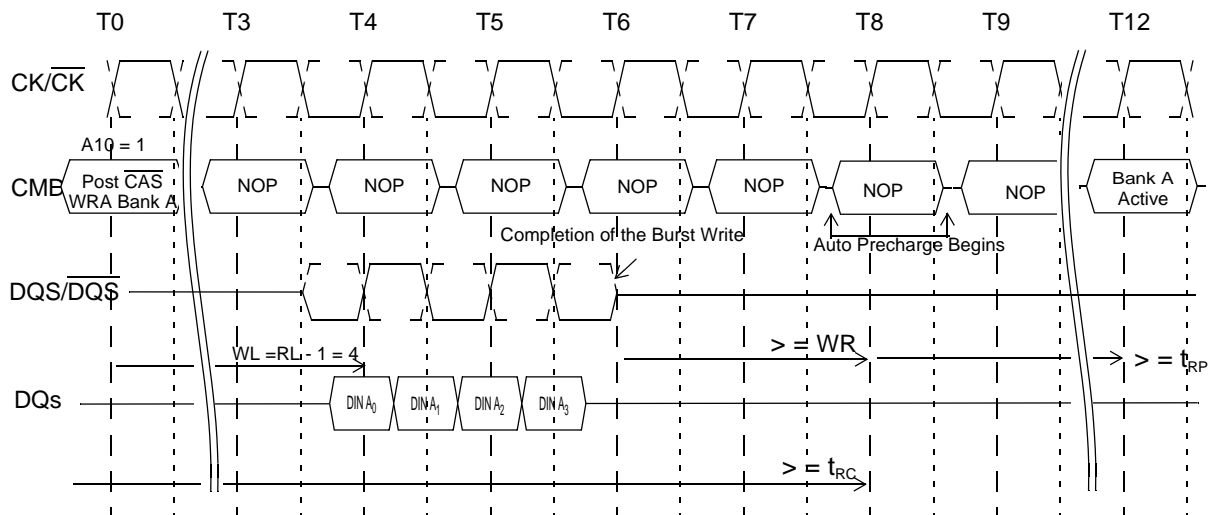 T0 T3 T4 T5 T6 T7 T8 T9 T12
CK/CK
A10 = 1
CMD
Post CAS
WRA Bank A
NOP NOP NOP NOP NOP NOP NOP
Bank A
Active
Completion of the Burst Write
Auto Precharge Begins
DQS/DQS
WL =RL - 1 = 4
> = WR
> = tRP
DQs
DIN A0 DIN A1 DIN A2 DIN A3
> = tRC